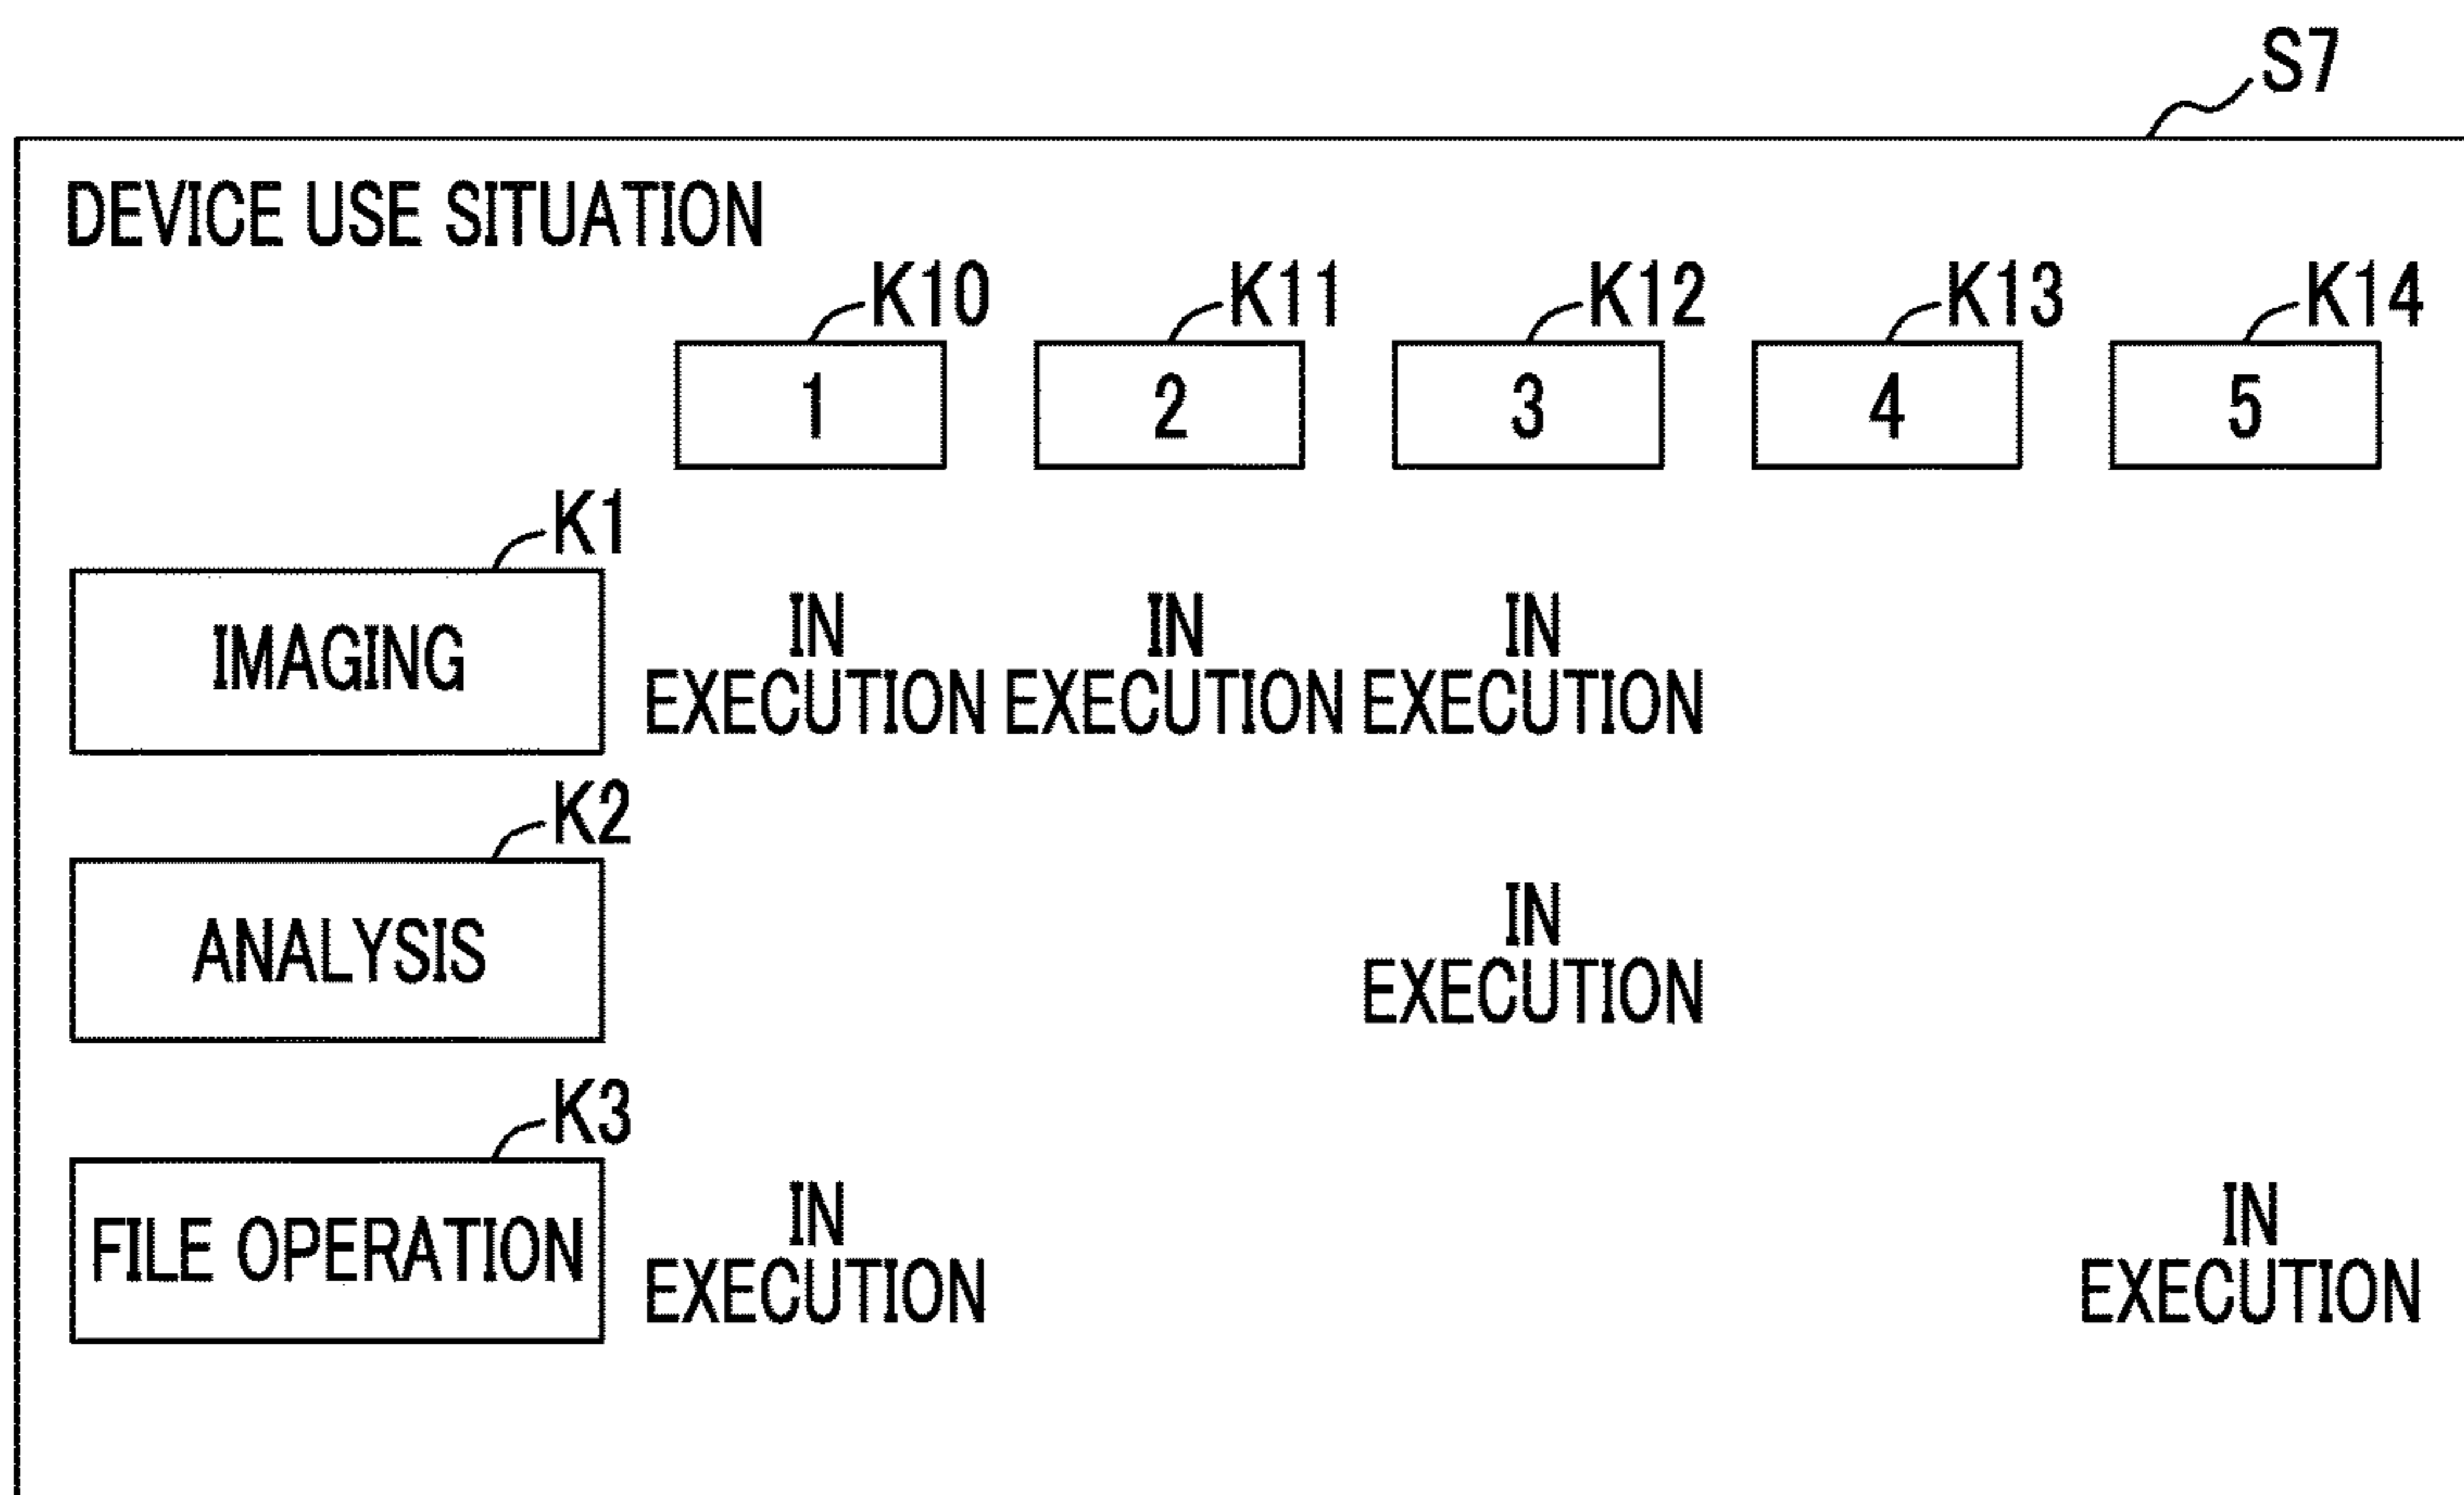 S7
DEVICE USE SITUATION
K10 K11 K12 K13 K14
1 2 3 4 5
K1
IMAGING
IN IN IN
EXECUTION EXECUTION EXECUTION
K2
ANALYSIS
IN
EXECUTION
K3
FILE OPERATION
IN IN
EXECUTION EXECUTION